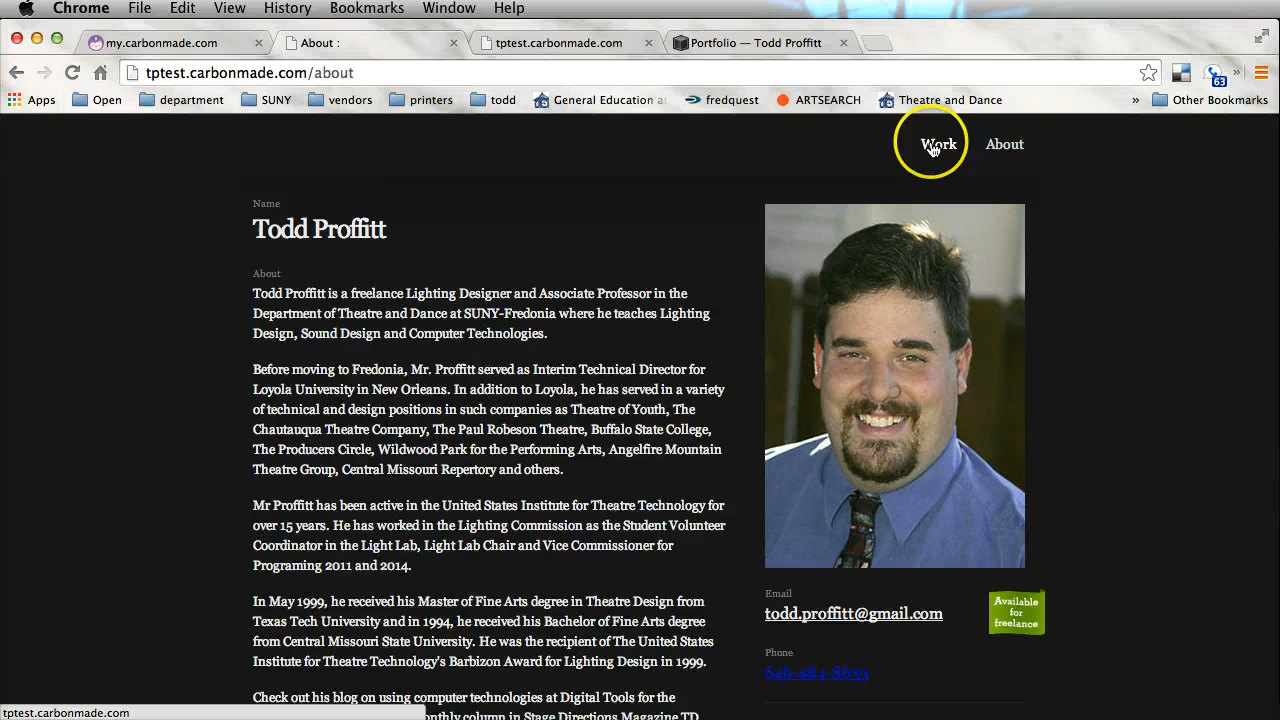 Chrome File Edit View History Bookmarks Window Help
my.carbonmade.com About : tptest.carbonmade.com Portfolio — Todd Proffitt
tptest.carbonmade.com/about 63
Apps Open department SUNY vendors printers todd General Education at fredquest ARTSEARCH Theatre and Dance » Other Bookmarks
Work About
Name
Todd Proffitt
About
Todd Proffitt is a freelance Lighting Designer and Associate Professor in the
Department of Theatre and Dance at SUNY-Fredonia where he teaches Lighting
Design, Sound Design and Computer Technologies.
Before moving to Fredonia, Mr. Proffitt served as Interim Technical Director for
Loyola University in New Orleans. In addition to Loyola, he has served in a variety
of technical and design positions in such companies as Theatre of Youth, The
Chautauqua Theatre Company, The Paul Robeson Theatre, Buffalo State College,
The Producers Circle, Wildwood Park for the Performing Arts, Angelfire Mountain
Theatre Group, Central Missouri Repertory and others.
Mr Proffitt has been active in the United States Institute for Theatre Technology for
over 15 years. He has worked in the Lighting Commission as the Student Volunteer
Coordinator in the Light Lab, Light Lab Chair and Vice Commissioner for
Programing 2011 and 2014.
In May 1999, he received his Master of Fine Arts degree in Theatre Design from
Texas Tech University and in 1994, he received his Bachelor of Fine Arts degree
from Central Missouri State University. He was the recipient of The United States
Institute for Theatre Technology's Barbizon Award for Lighting Design in 1999.
Check out his blog on using computer technologies at Digital Tools for the
monthly column in Stage Directions Magazine TD
Email
todd.proffitt@gmail.com
Available
for
freelance
Phone
646-484-8633
tptest.carbonmade.com